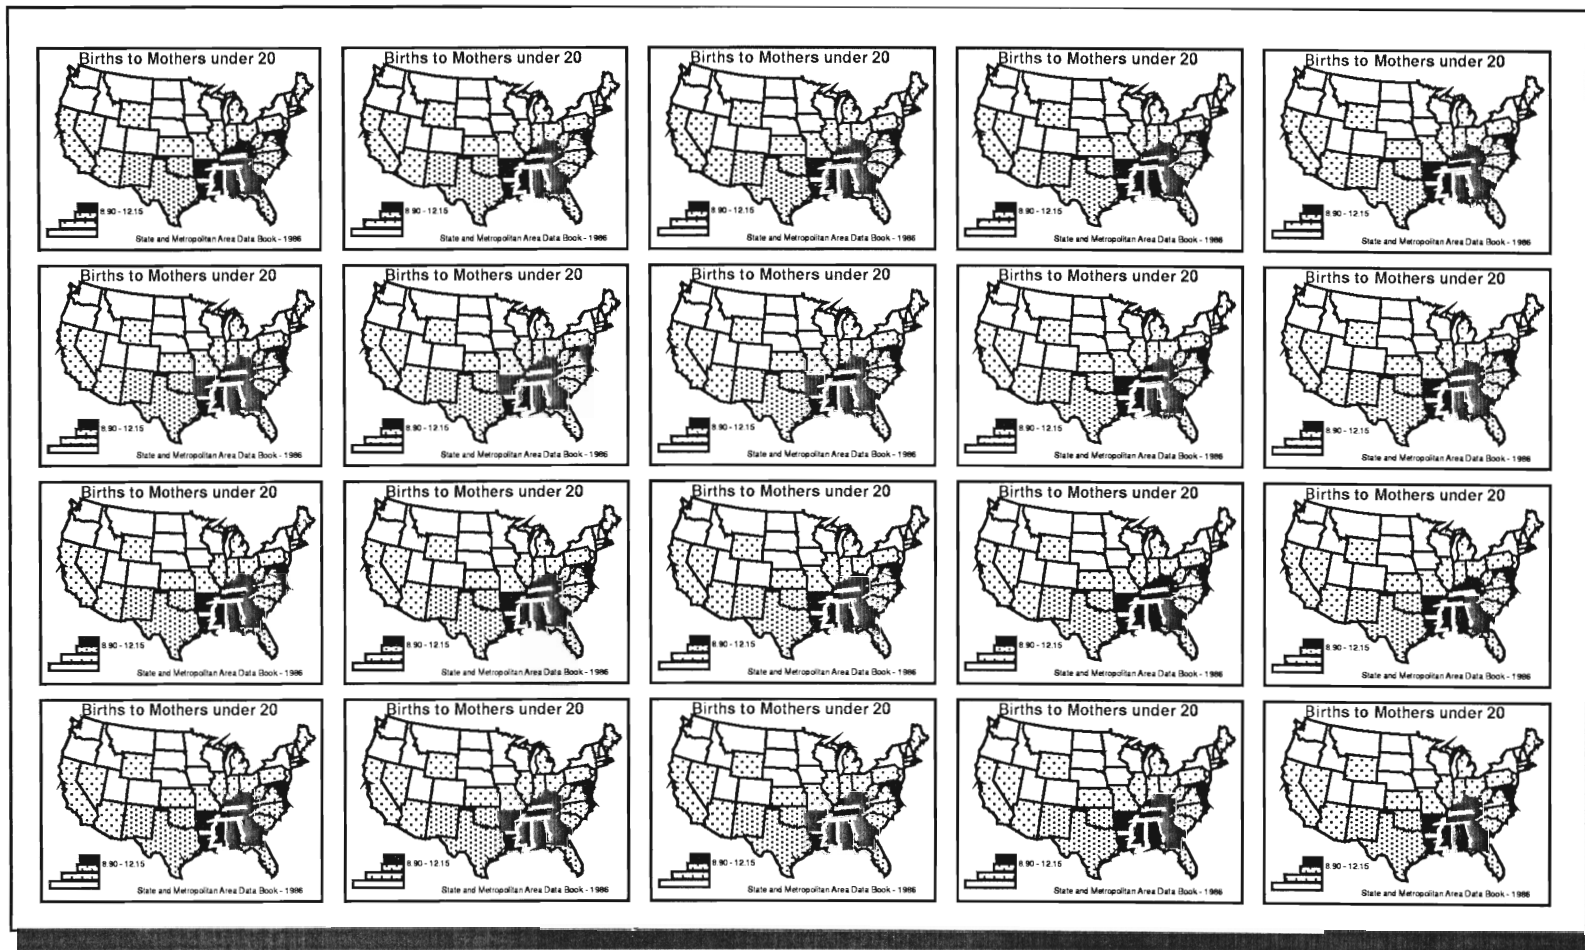 Births to Mothers under 20
Births to Mothers under 20
Births to Mothers under 20
Births to Mothers under 20
Births to Mothers under 20
8.90 - 12.15
8.90 - 12.15
8.90 - 12.15
8.90 - 12.15
8.90 - 12.15
State and Metropolitan Area Data Book - 1986
State and Metropolitan Area Data Book - 1986
State and Metropolitan Area Data Book - 1986
State and Metropolitan Area Data Book - 1986
State and Metropolitan Area Data Book - 1986
Births to Mothers under 20
Births to Mothers under 20
Births to Mothers under 20
Births to Mothers under 20
Births to Mothers under 20
8.90 - 12.15
8.90 - 12.15
8.90 - 12.15
8.90 - 12.15
8.90 - 12.15
State and Metropolitan Area Data Book - 1986
State and Metropolitan Area Data Book - 1986
State and Metropolitan Area Data Book - 1986
State and Metropolitan Area Data Book - 1986
State and Metropolitan Area Data Book - 1986
Births to Mothers under 20
Births to Mothers under 20
Births to Mothers under 20
Births to Mothers under 20
Births to Mothers under 20
8.90 - 12.15
8.90 - 12.15
8.90 - 12.15
8.90 - 12.15
8.90 - 12.15
State and Metropolitan Area Data Book - 1986
State and Metropolitan Area Data Book - 1986
State and Metropolitan Area Data Book - 1986
State and Metropolitan Area Data Book - 1986
State and Metropolitan Area Data Book - 1986
Births to Mothers under 20
Births to Mothers under 20
Births to Mothers under 20
Births to Mothers under 20
Births to Mothers under 20
8.90 - 12.15
8.90 - 12.15
8.90 - 12.15
8.90 - 12.15
8.90 - 12.15
State and Metropolitan Area Data Book - 1986
State and Metropolitan Area Data Book - 1986
State and Metropolitan Area Data Book - 1986
State and Metropolitan Area Data Book - 1986
State and Metropolitan Area Data Book - 1986